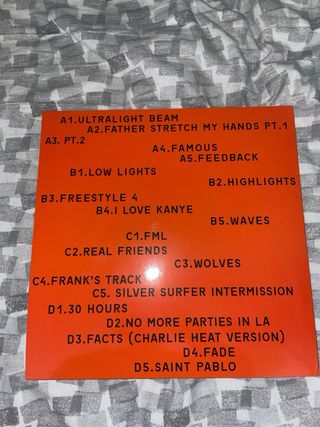 A1.ULTRALIGHT BEAM
A2.FATHER STRETCH MY HANDS PT.1
A3. PT.2
A4.FAMOUS
A5.FEEDBACK
B1.LOW LIGHTS
B2.HIGHLIGHTS
B3.FREESTYLE 4
B4.I LOVE KANYE
B5.WAVES
C1.FML
C2.REAL FRIENDS
C3.WOLVES
C4.FRANK'S TRACK
C5. SILVER SURFER INTERMISSION
D1.30 HOURS
D2.NO MORE PARTIES IN LA
D3.FACTS (CHARLIE HEAT VERSION)
D4.FADE
D5.SAINT PABLO